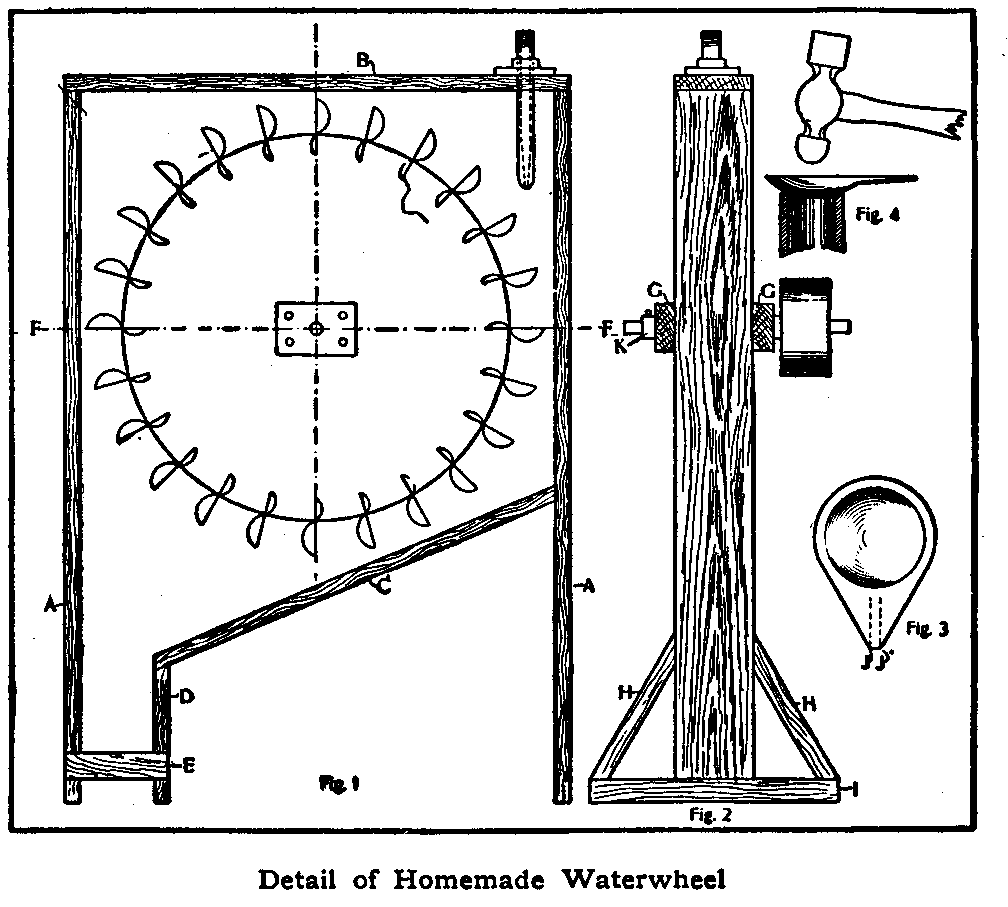 B
F
F
G
G
K
Fig. 4
A
C
A
D
E
Fig. 1
H
H
I
Fig. 2
Fig. 3
J J'
Detail of Homemade Waterwheel